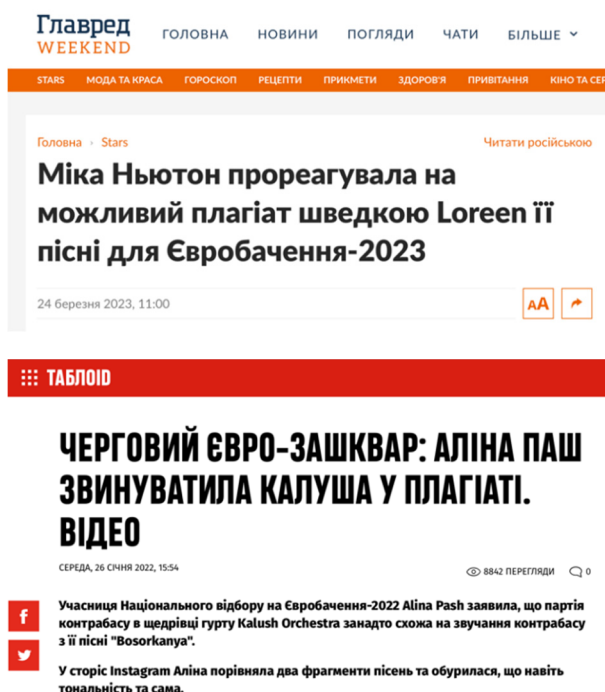 Главред
WEEKEND
ГОЛОВНА НОВИНИ ПОГЛЯДИ ЧАТИ БІЛЬШЕ
STARS МОДА ТА КРАСА ГОРОСКОП РЕЦЕПТИ ПРИКМЕТИ ЗДОРОВ'Я ПРИВІТАННЯ КІНО ТА СЕР
Головна › Stars Читати російською
Міка Ньютон прореагувала на
можливий плагіат шведкою Loreen її
пісні для Євробачення-2023
24 березня 2023, 11:00 AA
ТАБЛОID
ЧЕРГОВИЙ ЄВРО-ЗАШКВАР: АЛІНА ПАШ
ЗВИНУВАТИЛА КАЛУША У ПЛАГІАТІ.
ВІДЕО
СЕРЕДА, 26 СІЧНЯ 2022, 15:54 8842 ПЕРЕГЛЯДИ 0
Учасниця Національного відбору на Євробачення-2022 Alina Pash заявила, що партія
контрабасу в щедрівці гурту Kalush Orchestra занадто схожа на звучання контрабасу
з її пісні "Bosorkanya".
У сторіс Instagram Аліна порівняла два фрагменти пісень та обурилася, що навіть
тональність та сама.